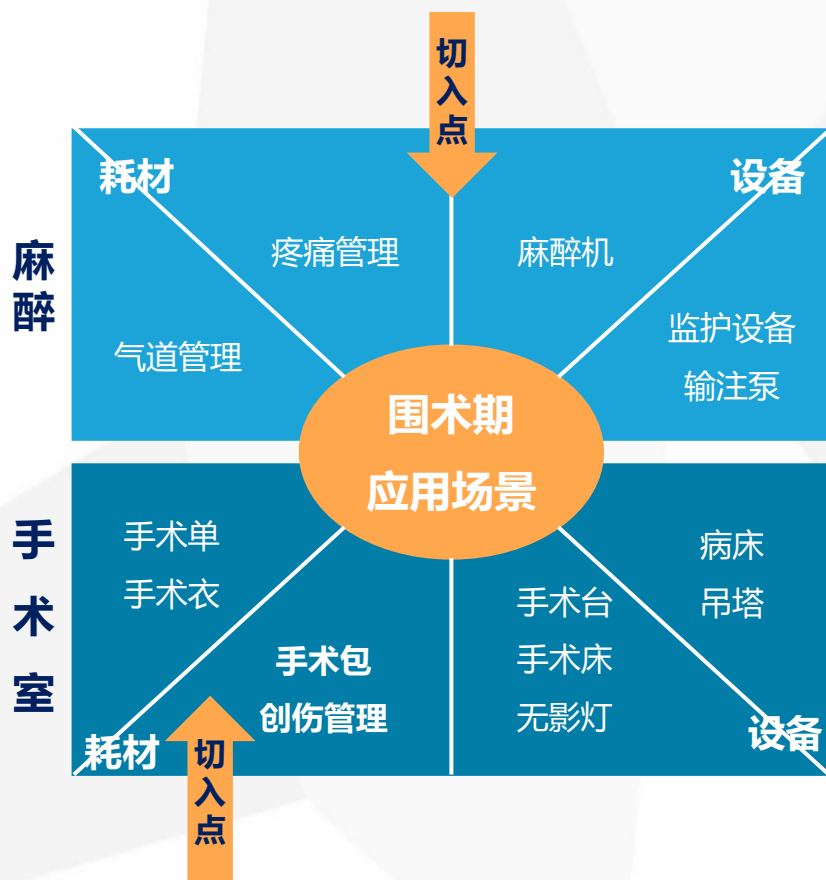 切入点
耗材
设备
疼痛管理
麻醉机
麻醉
气道管理
监护设备
输注泵
围术期
应用场景
手术室
手术单
手术衣
病床
吊塔
手术台
手术床
无影灯
手术包
创伤管理
耗材
设备
切入点